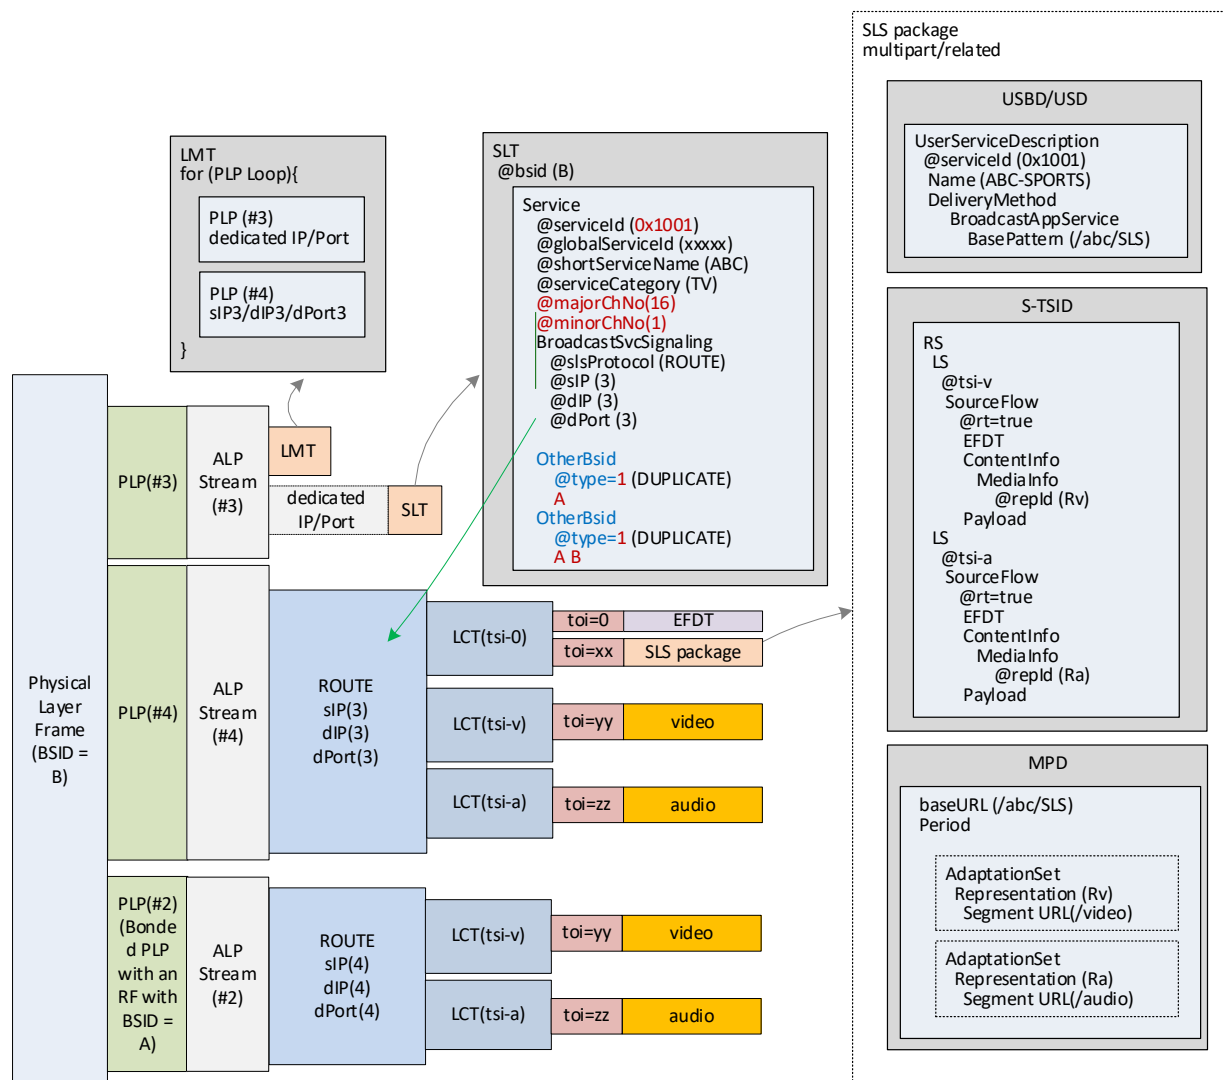 SLS package
multipart/related
USBD/USD
UserServiceDescription
@serviceId (0x1001)
Name (ABC-SPORTS)
DeliveryMethod
BroadcastAppService
BasePattern (/abc/SLS)
LMT
for (PLP Loop){
PLP (#3)
dedicated IP/Port
PLP (#4)
sIP3/dIP3/dPort3
}
SLT
@bsid (B)
Service
@serviceId (0x1001)
@globalServiceId (xxxxx)
@shortServiceName (ABC)
@serviceCategory (TV)
@majorChNo(16)
@minorChNo(1)
BroadcastSvcSignaling
@slsProtocol (ROUTE)
@sIP (3)
@dIP (3)
@dPort (3)
OtherBsid
@type=1 (DUPLICATE)
A
OtherBsid
@type=1 (DUPLICATE)
A B
S-TSID
RS
LS
@tsi-v
SourceFlow
@rt=true
EFDT
ContentInfo
MediaInfo
@repId (Rv)
Payload
LS
@tsi-a
SourceFlow
@rt=true
EFDT
ContentInfo
MediaInfo
@repId (Ra)
Payload
MPD
baseURL (/abc/SLS)
Period
AdaptationSet
Representation (Rv)
Segment URL(/video)
AdaptationSet
Representation (Ra)
Segment URL(/audio)
Physical
Layer
Frame
(BSID =
B)
PLP(#3)
ALP
Stream
(#3)
LMT
dedicated
IP/Port
SLT
PLP(#4)
ALP
Stream
(#4)
ROUTE
sIP(3)
dIP(3)
dPort(3)
LCT(tsi-0)
toi=0
EFDT
toi=xx
SLS package
LCT(tsi-v)
toi=yy
video
LCT(tsi-a)
toi=zz
audio
PLP(#2)
(Bonde
d PLP
with an
RF with
BSID =
A)
ALP
Stream
(#2)
ROUTE
sIP(4)
dIP(4)
dPort(4)
LCT(tsi-v)
toi=yy
video
LCT(tsi-a)
toi=zz
audio